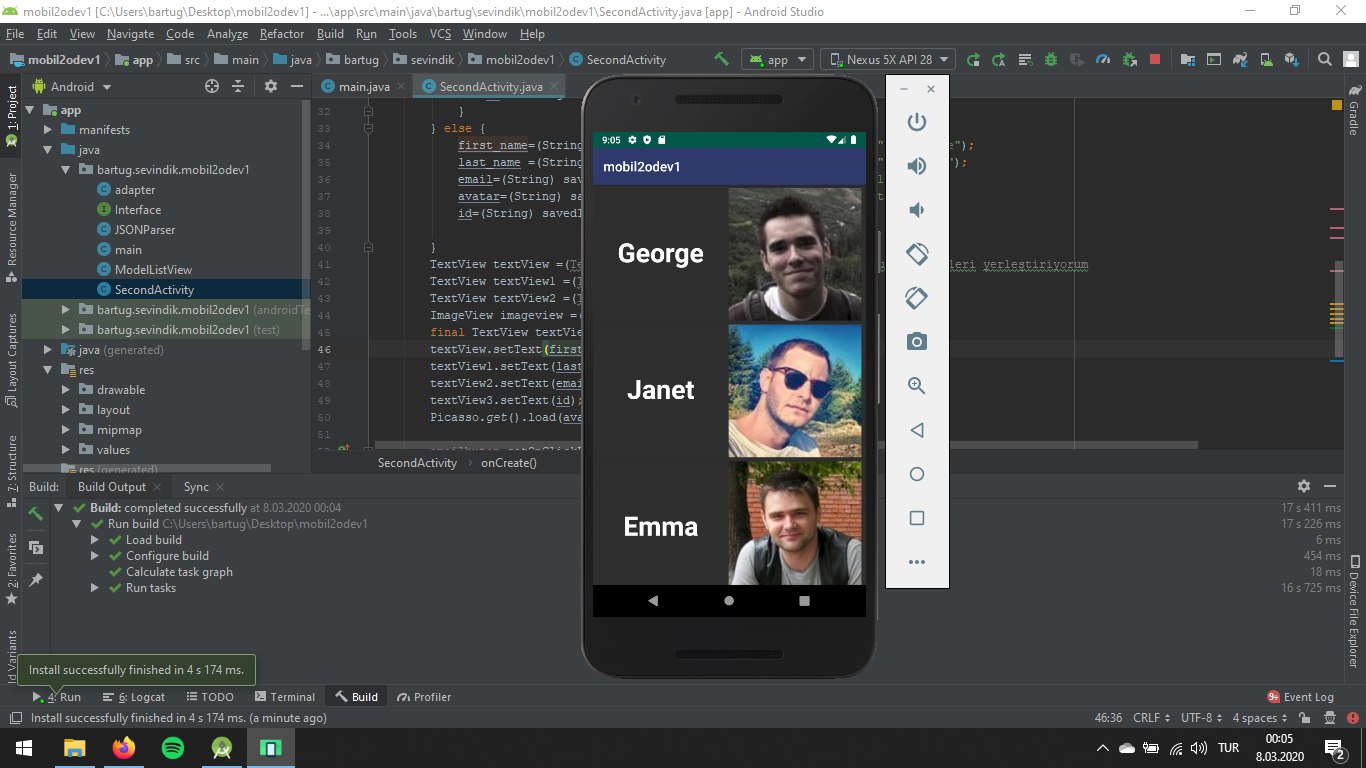 mobil2odev1 [C:\Users\bartug\Desktop\mobil2odev1] - ...\app\src\main\java\bartug\sevindik\mobil2odev1\SecondActivity.java [app] - Android Studio
File Edit View Navigate Code Analyze Refactor Build Run Tools VCS Window Help
mobil2odev1 app src main java bartug sevindik mobil2odev1 SecondActivity app Nexus 5X API 28
Android main.java SecondActivity.java
1: Project
Resource Manager
Layout Captures
7: Structure
2: Favorites
Gradle
Device File Explorer
app
manifests
java
bartug.sevindik.mobil2odev1
adapter
Interface
JSONParser
main
ModelListView
SecondActivity
bartug.sevindik.mobil2odev1 (androidTe
bartug.sevindik.mobil2odev1 (test)
java (generated)
res
drawable
layout
mipmap
values
res (generated)
32 }
33 } else {
34 first_name=(Strin
35 last_name =(Strin
36 email=(String) sav
37 avatar=(String) sa
38 id=(String) savedI
39
40 }
41 TextView textView =(Te leri yerlestiriyorum
42 TextView textView1 =(T
43 TextView textView2 =(T
44 ImageView imageview =(
45 final TextView textVie
46 textView.setText(first
47 textView1.setText(last
48 textView2.setText(emai
49 textView3.setText(id);
50 Picasso.get().load(ava
51
SecondActivity onCreate()
9:05
mobil2odev1
George
Janet
Emma
Build: Build Output Sync
Build: completed successfully at 8.03.2020 00:04 17 s 411 ms
Run build C:\Users\bartug\Desktop\mobil2odev1 17 s 226 ms
Load build 6 ms
Configure build 454 ms
Calculate task graph 18 ms
Run tasks 16 s 725 ms
Install successfully finished in 4 s 174 ms.
4: Run 6: Logcat TODO Terminal Build Profiler 9+ Event Log
Install successfully finished in 4 s 174 ms. (a minute ago) 46:36 CRLF UTF-8 4 spaces
TUR 00:05
8.03.2020 2